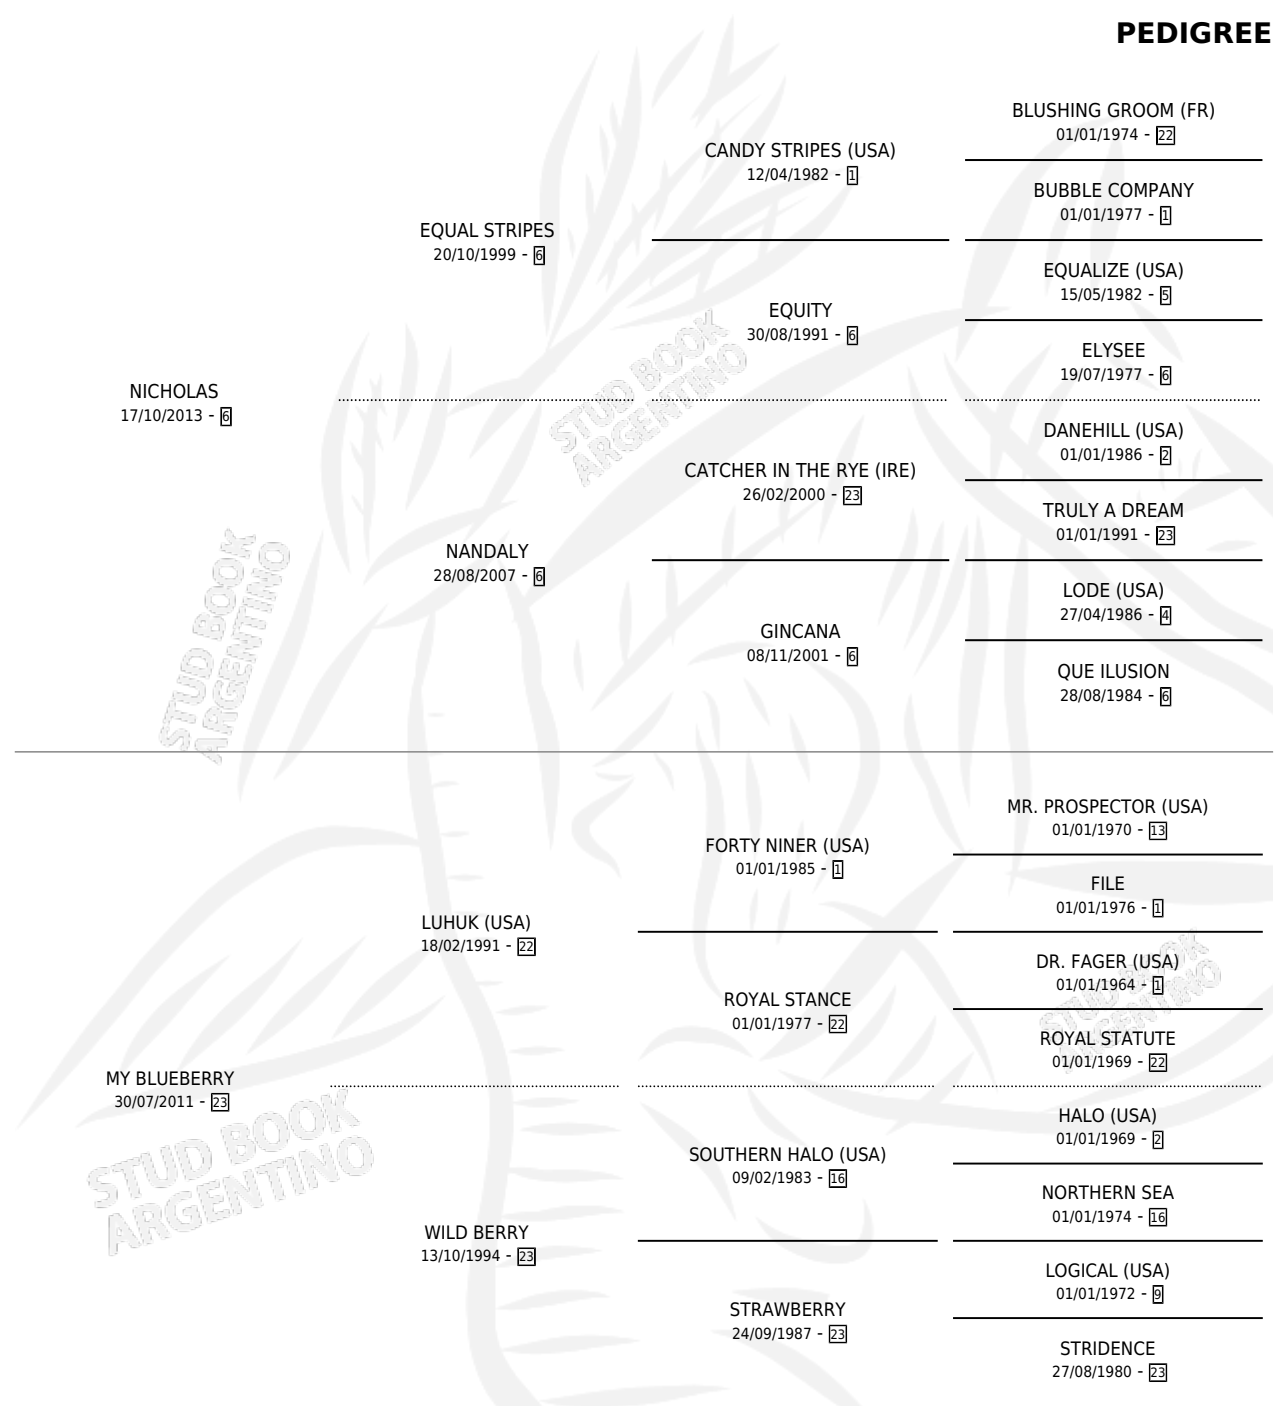 PEDIGREE
BLUSHING GROOM (FR)
01/01/1974 - 22
CANDY STRIPES (USA)
12/04/1982 - 1
BUBBLE COMPANY
01/01/1977 - 1
EQUAL STRIPES
20/10/1999 - 6
EQUALIZE (USA)
15/05/1982 - 5
EQUITY
30/08/1991 - 6
ELYSEE
19/07/1977 - 6
NICHOLAS
17/10/2013 - 6
DANEHILL (USA)
01/01/1986 - 2
CATCHER IN THE RYE (IRE)
26/02/2000 - 23
TRULY A DREAM
01/01/1991 - 23
NANDALY
28/08/2007 - 6
LODE (USA)
27/04/1986 - 4
GINCANA
08/11/2001 - 6
QUE ILUSION
28/08/1984 - 6
STUD BOOK
ARGENTINO
STUD BOOK
ARGENTINO
MR. PROSPECTOR (USA)
01/01/1970 - 13
FORTY NINER (USA)
01/01/1985 - 1
FILE
01/01/1976 - 1
LUHUK (USA)
18/02/1991 - 22
DR. FAGER (USA)
01/01/1964 - 1
ROYAL STANCE
01/01/1977 - 22
ROYAL STATUTE
01/01/1969 - 22
MY BLUEBERRY
30/07/2011 - 23
HALO (USA)
01/01/1969 - 2
SOUTHERN HALO (USA)
09/02/1983 - 16
NORTHERN SEA
01/01/1974 - 16
WILD BERRY
13/10/1994 - 23
LOGICAL (USA)
01/01/1972 - 9
STRAWBERRY
24/09/1987 - 23
STRIDENCE
27/08/1980 - 23
STUD BOOK
ARGENTINO
STUD BOOK
ARGENTINO